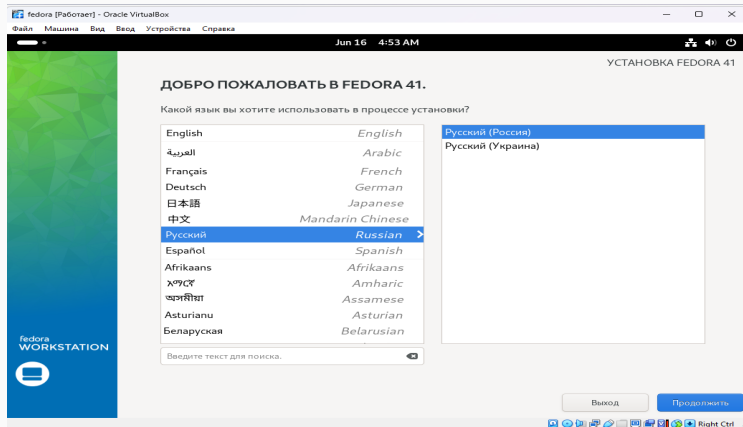 fedora [Работает] - Oracle VirtualBox
Файл Машина Вид Ввод Устройства Справка
Jun 16 4:53 AM
УСТАНОВКА FEDORA 41
ДОБРО ПОЖАЛОВАТЬ В FEDORA 41.
Какой язык вы хотите использовать в процессе установки?
English English
العربية Arabic
Français French
Deutsch German
日本語 Japanese
中文 Mandarin Chinese
Русский Russian
Español Spanish
Afrikaans Afrikaans
አማርኛ Amharic
অসমীয়া Assamese
Asturianu Asturian
Беларуская Belarusian
Введите текст для поиска.
Русский (Россия)
Русский (Украина)
fedora
WORKSTATION
Выход Продолжить
Right Ctrl